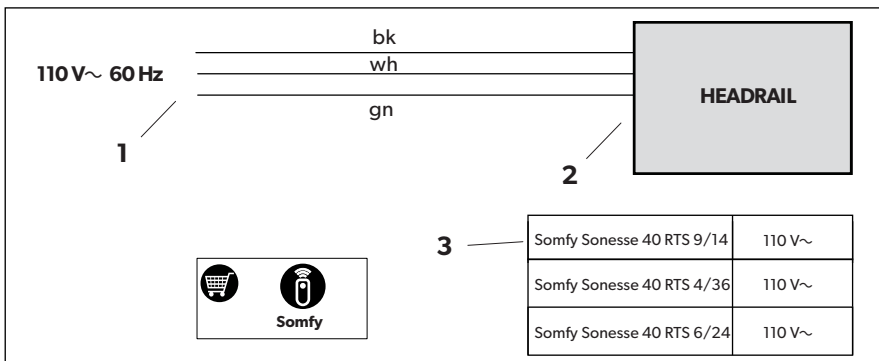 bk
110 V~ 60 Hz
wh
HEADRAIL
gn
1
2
3
Somfy Sonesse 40 RTS 9/14 110 V~
Somfy Sonesse 40 RTS 4/36 110 V~
Somfy
Somfy Sonesse 40 RTS 6/24 110 V~